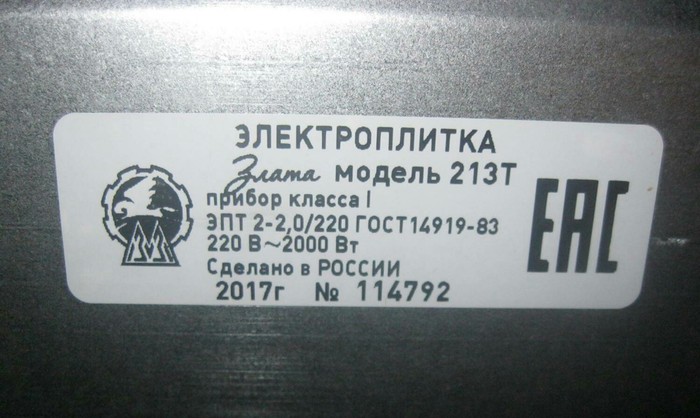 ЭЛЕКТРОПЛИТКА
Злата модель 213Т
прибор класса I
ЭПТ 2-2,0/220 ГОСТ14919-83
220 В~2000 Вт
Сделано в РОССИИ
2017г № 114792
ЕАС